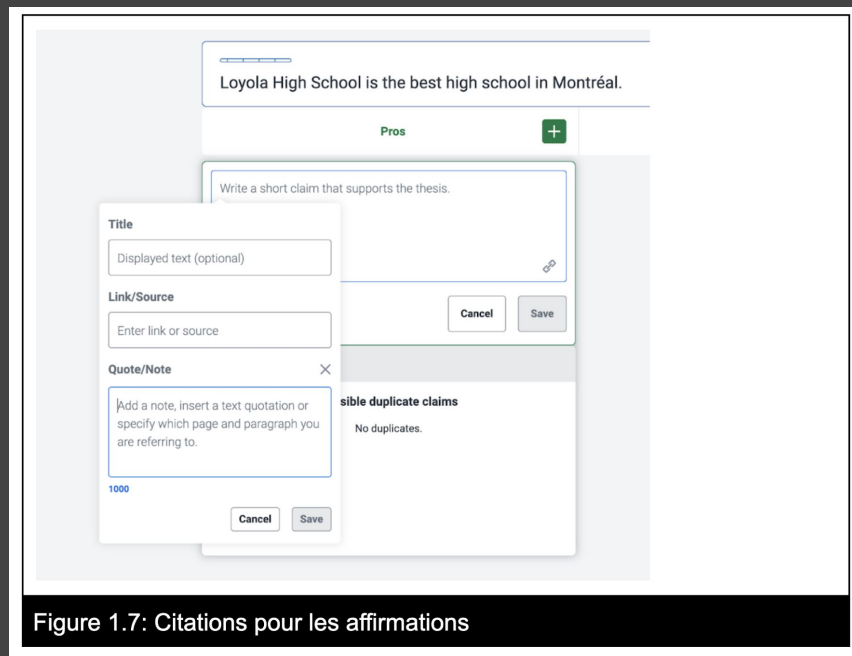 Loyola High School is the best high school in Montréal.
Pros
Write a short claim that supports the thesis.
Cancel
Save
Title
Displayed text (optional)
Link/Source
Enter link or source
Quote/Note
Add a note, insert a text quotation or
specify which page and paragraph you
are referring to.
1000
Cancel
Save
sible duplicate claims
No duplicates.
Figure 1.7: Citations pour les affirmations